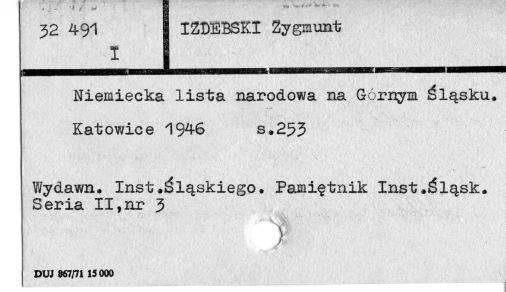 32 491
I
IZDEBSKI Zygmunt
Niemiecka lista narodowa na Górnym Śląsku.
Katowice 1946 s.253
Wydawn. Inst.Śląskiego. Pamiętnik Inst.Śląsk.
Seria II,nr 3
DUJ 867/71 15 000